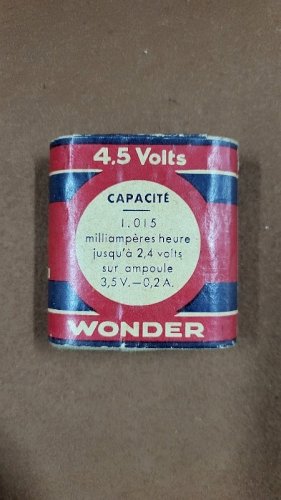 4.5 Volts
CAPACITÉ
1.015
milliampères heure
jusqu'à 2,4 volts
sur ampoule
3,5 V.—0,2 A.
WONDER